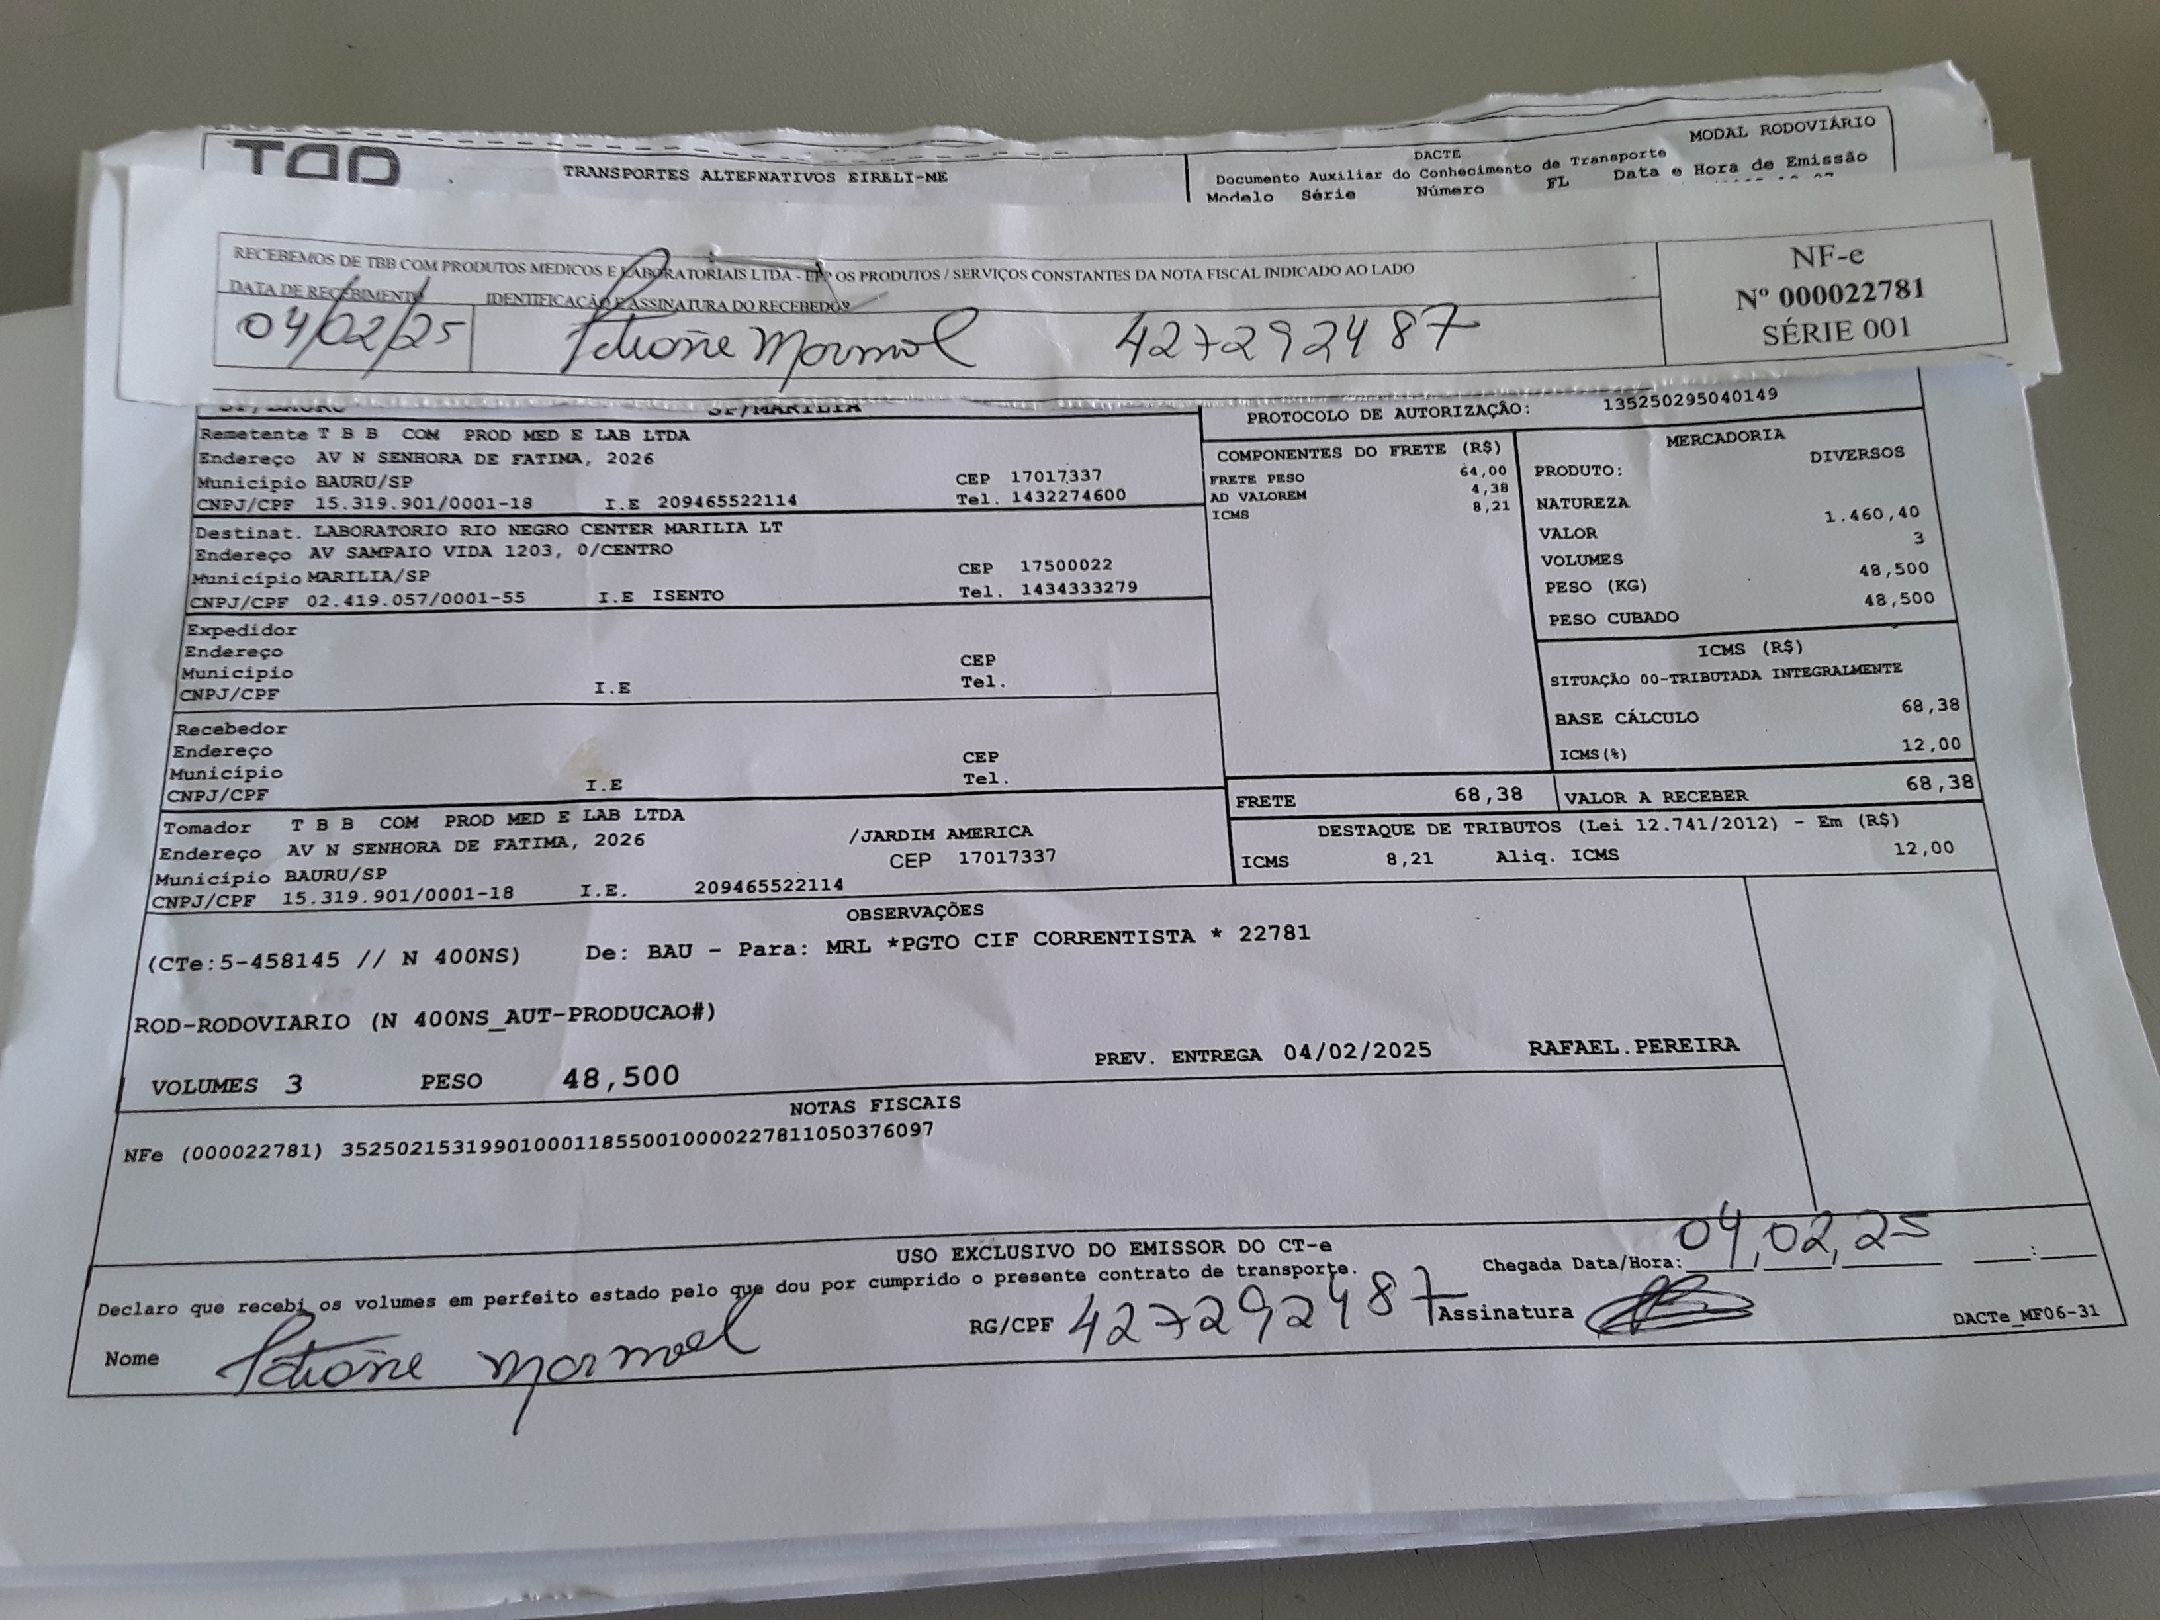 TRANSPORTES ALTERNATIVOS EIRELI-ME
DACTE
MODAL RODOVIÁRIO
Documento Auxiliar do Conhecimento de Transporte
Modelo Série Número FL Data e Hora de Emissão
RECEBEMOS DE TBB COM PRODUTOS MEDICOS E LABORATORIAIS LTDA - EPP OS PRODUTOS / SERVIÇOS CONSTANTES DA NOTA FISCAL INDICADO AO LADO
DATA DE RECEBIMENTO
IDENTIFICAÇÃO E ASSINATURA DO RECEBEDOR
04/02/25
427292487
NF-e
Nº 000022781
SÉRIE 001
SP/BAURU SP/MARILIA
Remetente T B B COM PROD MED E LAB LTDA
Endereço AV N SENHORA DE FATIMA, 2026
Município BAURU/SP CEP 17017337
CNPJ/CPF 15.319.901/0001-18 I.E 209465522114 Tel. 1432274600
Destinat. LABORATORIO RIO NEGRO CENTER MARILIA LT
Endereço AV SAMPAIO VIDA 1203, 0/CENTRO
Município MARILIA/SP CEP 17500022
CNPJ/CPF 02.419.057/0001-55 I.E ISENTO Tel. 1434333279
Expedidor
Endereço
Município CEP
CNPJ/CPF I.E Tel.
Recebedor
Endereço
Município CEP
CNPJ/CPF I.E Tel.
Tomador T B B COM PROD MED E LAB LTDA
Endereço AV N SENHORA DE FATIMA, 2026 /JARDIM AMERICA
Município BAURU/SP CEP 17017337
CNPJ/CPF 15.319.901/0001-18 I.E. 209465522114
PROTOCOLO DE AUTORIZAÇÃO: 135250295040149
COMPONENTES DO FRETE (R$)
FRETE PESO 64,00
AD VALOREM 4,38
ICMS 8,21
MERCADORIA
PRODUTO: DIVERSOS
NATUREZA
VALOR 1.460,40
VOLUMES 3
PESO (KG) 48,500
PESO CUBADO 48,500
ICMS (R$)
SITUAÇÃO 00-TRIBUTADA INTEGRALMENTE
BASE CÁLCULO 68,38
ICMS(%) 12,00
FRETE 68,38 VALOR A RECEBER 68,38
DESTAQUE DE TRIBUTOS (Lei 12.741/2012) - Em (R$)
ICMS 8,21 Aliq. ICMS 12,00
OBSERVAÇÕES
(CTe:5-458145 // N 400NS) De: BAU - Para: MRL *PGTO CIF CORRENTISTA * 22781
ROD-RODOVIARIO (N 400NS_AUT-PRODUCAO#)
PREV. ENTREGA 04/02/2025 RAFAEL.PEREIRA
VOLUMES 3 PESO 48,500
NOTAS FISCAIS
NFe (000022781) 35250215319901000118550010000227811050376097
USO EXCLUSIVO DO EMISSOR DO CT-e
Declaro que recebi os volumes em perfeito estado pelo que dou por cumprido o presente contrato de transporte.
Chegada Data/Hora: 04,02,25 :
Nome
RG/CPF 427292487 Assinatura
DACTe_MF06-31